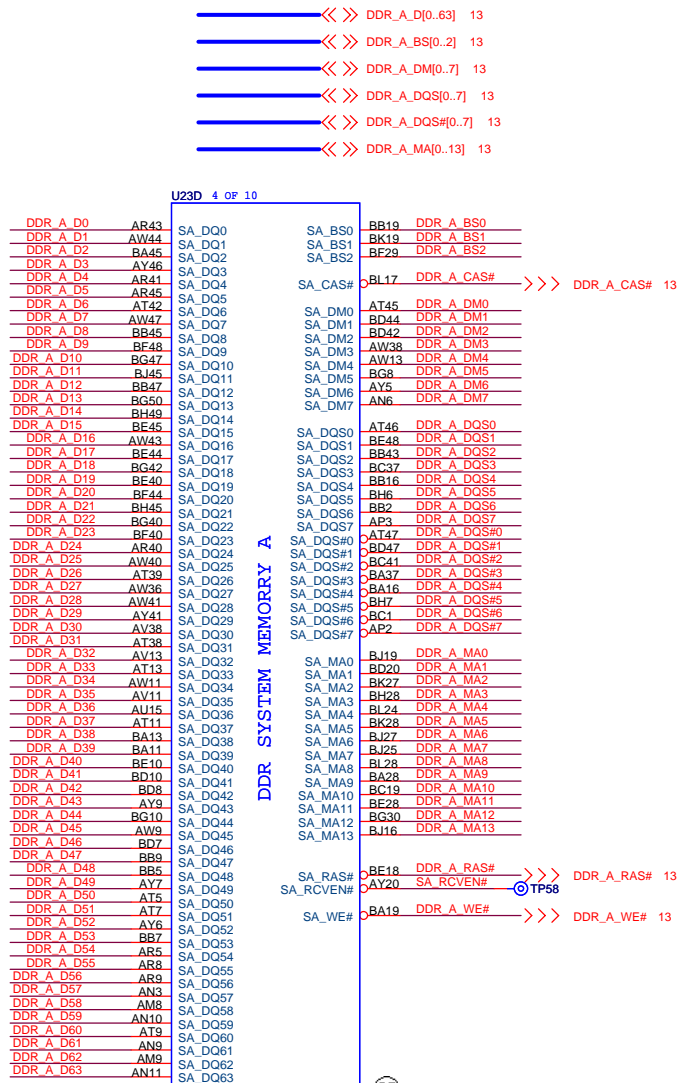 DDR_A_D[0..63] 13
DDR_A_BS[0..2] 13
DDR_A_DM[0..7] 13
DDR_A_DQS[0..7] 13
DDR_A_DQS#[0..7] 13
DDR_A_MA[0..13] 13
U23D 4 OF 10
DDR_A_D0 AR43 SA_DQ0
DDR_A_D1 AW44 SA_DQ1
DDR_A_D2 BA45 SA_DQ2
DDR_A_D3 AY46 SA_DQ3
DDR_A_D4 AR41 SA_DQ4
DDR_A_D5 AR45 SA_DQ5
DDR_A_D6 AT42 SA_DQ6
DDR_A_D7 AW47 SA_DQ7
DDR_A_D8 BB45 SA_DQ8
DDR_A_D9 BF48 SA_DQ9
DDR_A_D10 BG47 SA_DQ10
DDR_A_D11 BJ45 SA_DQ11
DDR_A_D12 BB47 SA_DQ12
DDR_A_D13 BG50 SA_DQ13
DDR_A_D14 BH49 SA_DQ14
DDR_A_D15 BE45 SA_DQ15
DDR_A_D16 AW43 SA_DQ16
DDR_A_D17 BE44 SA_DQ17
DDR_A_D18 BG42 SA_DQ18
DDR_A_D19 BE40 SA_DQ19
DDR_A_D20 BF44 SA_DQ20
DDR_A_D21 BH45 SA_DQ21
DDR_A_D22 BG40 SA_DQ22
DDR_A_D23 BF40 SA_DQ23
DDR_A_D24 AR40 SA_DQ24
DDR_A_D25 AW40 SA_DQ25
DDR_A_D26 AT39 SA_DQ26
DDR_A_D27 AW36 SA_DQ27
DDR_A_D28 AW41 SA_DQ28
DDR_A_D29 AY41 SA_DQ29
DDR_A_D30 AV38 SA_DQ30
DDR_A_D31 AT38 SA_DQ31
DDR_A_D32 AV13 SA_DQ32
DDR_A_D33 AT13 SA_DQ33
DDR_A_D34 AW11 SA_DQ34
DDR_A_D35 AV11 SA_DQ35
DDR_A_D36 AU15 SA_DQ36
DDR_A_D37 AT11 SA_DQ37
DDR_A_D38 BA13 SA_DQ38
DDR_A_D39 BA11 SA_DQ39
DDR_A_D40 BE10 SA_DQ40
DDR_A_D41 BD10 SA_DQ41
DDR_A_D42 BD8 SA_DQ42
DDR_A_D43 AY9 SA_DQ43
DDR_A_D44 BG10 SA_DQ44
DDR_A_D45 AW9 SA_DQ45
DDR_A_D46 BD7 SA_DQ46
DDR_A_D47 BB9 SA_DQ47
DDR_A_D48 BB5 SA_DQ48
DDR_A_D49 AY7 SA_DQ49
DDR_A_D50 AT5 SA_DQ50
DDR_A_D51 AT7 SA_DQ51
DDR_A_D52 AY6 SA_DQ52
DDR_A_D53 BB7 SA_DQ53
DDR_A_D54 AR5 SA_DQ54
DDR_A_D55 AR8 SA_DQ55
DDR_A_D56 AR9 SA_DQ56
DDR_A_D57 AN3 SA_DQ57
DDR_A_D58 AM8 SA_DQ58
DDR_A_D59 AN10 SA_DQ59
DDR_A_D60 AT9 SA_DQ60
DDR_A_D61 AN9 SA_DQ61
DDR_A_D62 AM9 SA_DQ62
DDR_A_D63 AN11 SA_DQ63
DDR SYSTEM MEMORRY A
SA_BS0 BB19 DDR_A_BS0
SA_BS1 BK19 DDR_A_BS1
SA_BS2 BF29 DDR_A_BS2
SA_CAS# BL17 DDR_A_CAS# DDR_A_CAS# 13
SA_DM0 AT45 DDR_A_DM0
SA_DM1 BD44 DDR_A_DM1
SA_DM2 BD42 DDR_A_DM2
SA_DM3 AW38 DDR_A_DM3
SA_DM4 AW13 DDR_A_DM4
SA_DM5 BG8 DDR_A_DM5
SA_DM6 AY5 DDR_A_DM6
SA_DM7 AN6 DDR_A_DM7
SA_DQS0 AT46 DDR_A_DQS0
SA_DQS1 BE48 DDR_A_DQS1
SA_DQS2 BB43 DDR_A_DQS2
SA_DQS3 BC37 DDR_A_DQS3
SA_DQS4 BB16 DDR_A_DQS4
SA_DQS5 BH6 DDR_A_DQS5
SA_DQS6 BB2 DDR_A_DQS6
SA_DQS7 AP3 DDR_A_DQS7
SA_DQS#0 AT47 DDR_A_DQS#0
SA_DQS#1 BD47 DDR_A_DQS#1
SA_DQS#2 BC41 DDR_A_DQS#2
SA_DQS#3 BA37 DDR_A_DQS#3
SA_DQS#4 BA16 DDR_A_DQS#4
SA_DQS#5 BH7 DDR_A_DQS#5
SA_DQS#6 BC1 DDR_A_DQS#6
SA_DQS#7 AP2 DDR_A_DQS#7
SA_MA0 BJ19 DDR_A_MA0
SA_MA1 BD20 DDR_A_MA1
SA_MA2 BK27 DDR_A_MA2
SA_MA3 BH28 DDR_A_MA3
SA_MA4 BL24 DDR_A_MA4
SA_MA5 BK28 DDR_A_MA5
SA_MA6 BJ27 DDR_A_MA6
SA_MA7 BJ25 DDR_A_MA7
SA_MA8 BL28 DDR_A_MA8
SA_MA9 BA28 DDR_A_MA9
SA_MA10 BC19 DDR_A_MA10
SA_MA11 BE28 DDR_A_MA11
SA_MA12 BG30 DDR_A_MA12
SA_MA13 BJ16 DDR_A_MA13
SA_RAS# BE18 DDR_A_RAS# DDR_A_RAS# 13
SA_RCVEN# AY20 SA_RCVEN# TP58
SA_WE# BA19 DDR_A_WE# DDR_A_WE# 13